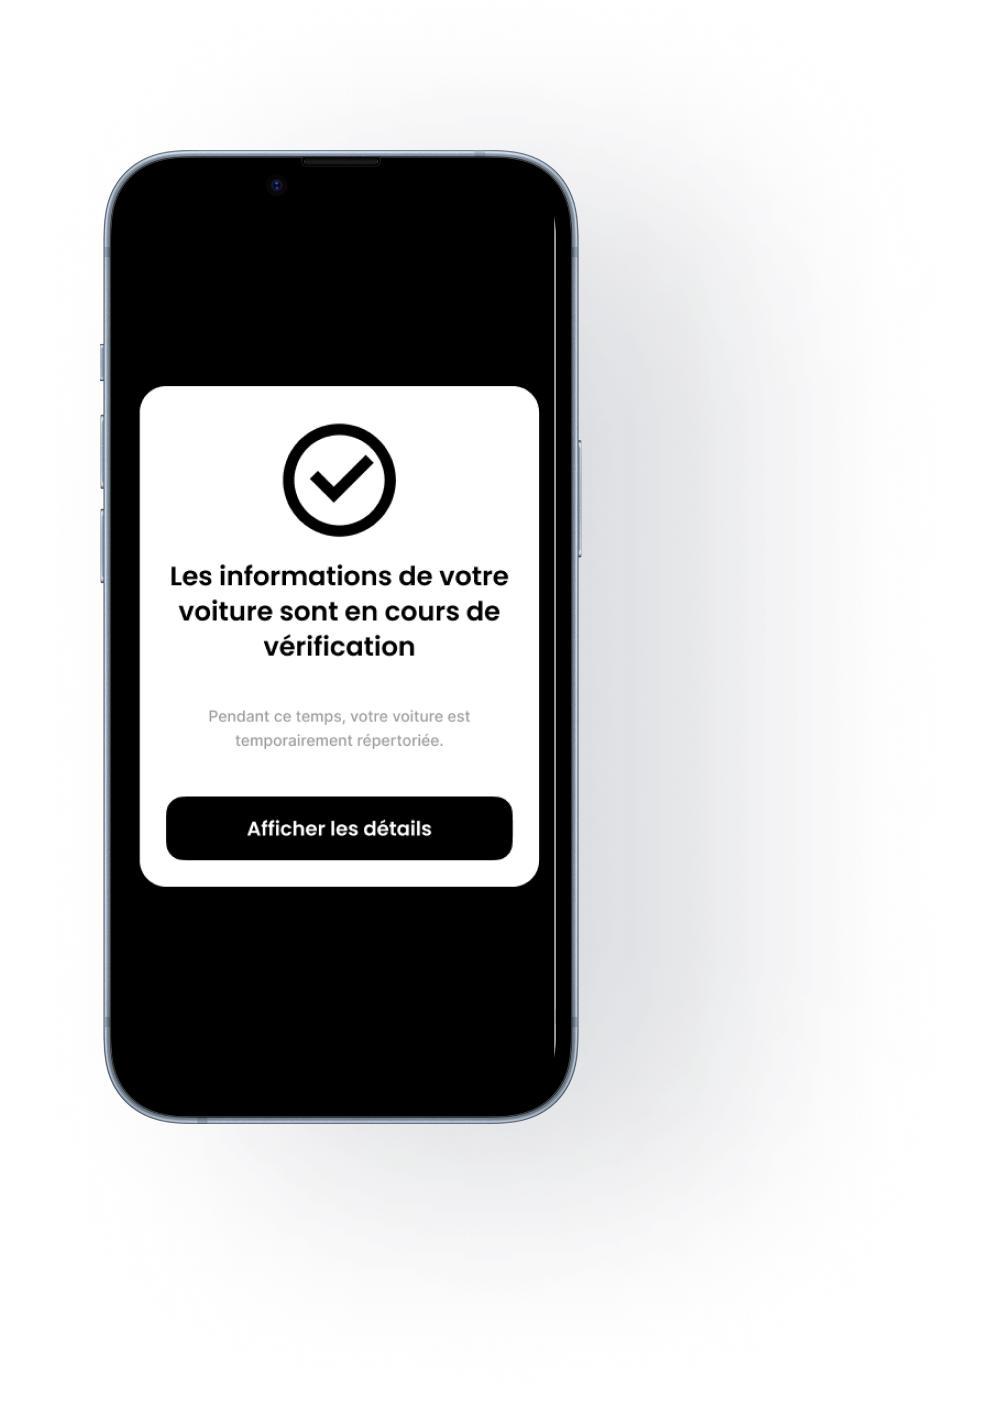 Les informations de votre
voiture sont en cours de
vérification
Pendant ce temps, votre voiture est
temporairement répertoriée.
Afficher les détails